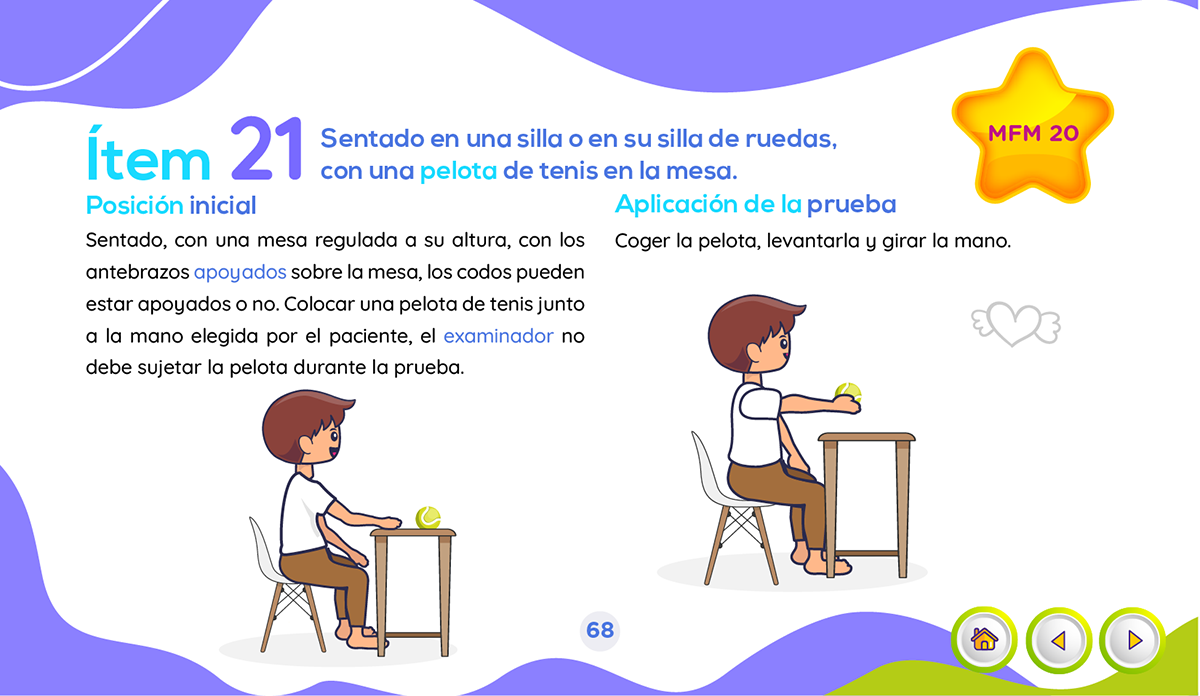 Ítem 21
Sentado en una silla o en su silla de ruedas,
con una pelota de tenis en la mesa.
MFM 20
Posición inicial
Sentado, con una mesa regulada a su altura, con los
antebrazos apoyados sobre la mesa, los codos pueden
estar apoyados o no. Colocar una pelota de tenis junto
a la mano elegida por el paciente, el examinador no
debe sujetar la pelota durante la prueba.
Aplicación de la prueba
Coger la pelota, levantarla y girar la mano.
68